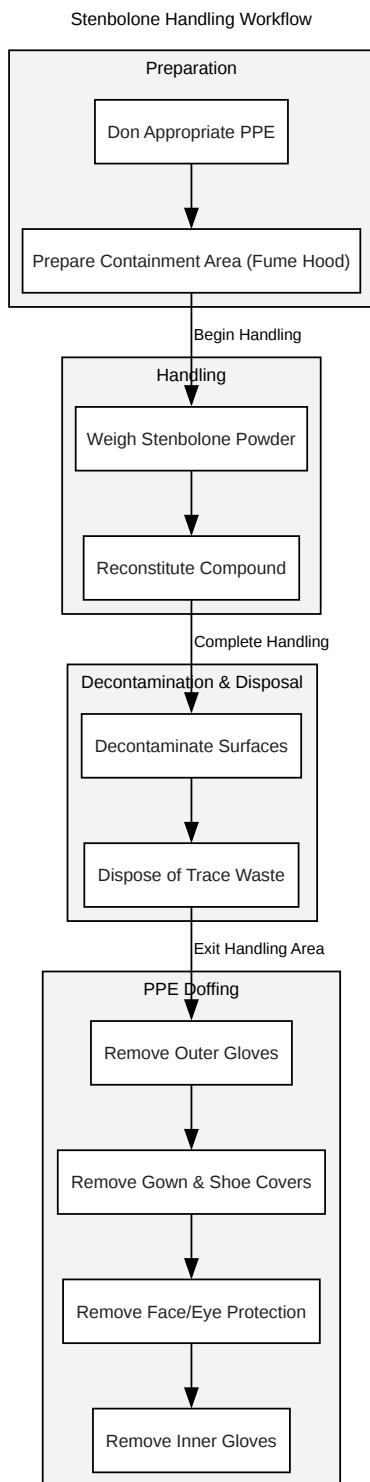 Stenbolone Handling Workflow
Preparation
Don Appropriate PPE
Prepare Containment Area (Fume Hood)
Begin Handling
Handling
Weigh Stenbolone Powder
Reconstitute Compound
Complete Handling
Decontamination & Disposal
Decontaminate Surfaces
Dispose of Trace Waste
Exit Handling Area
PPE Doffing
Remove Outer Gloves
Remove Gown & Shoe Covers
Remove Face/Eye Protection
Remove Inner Gloves